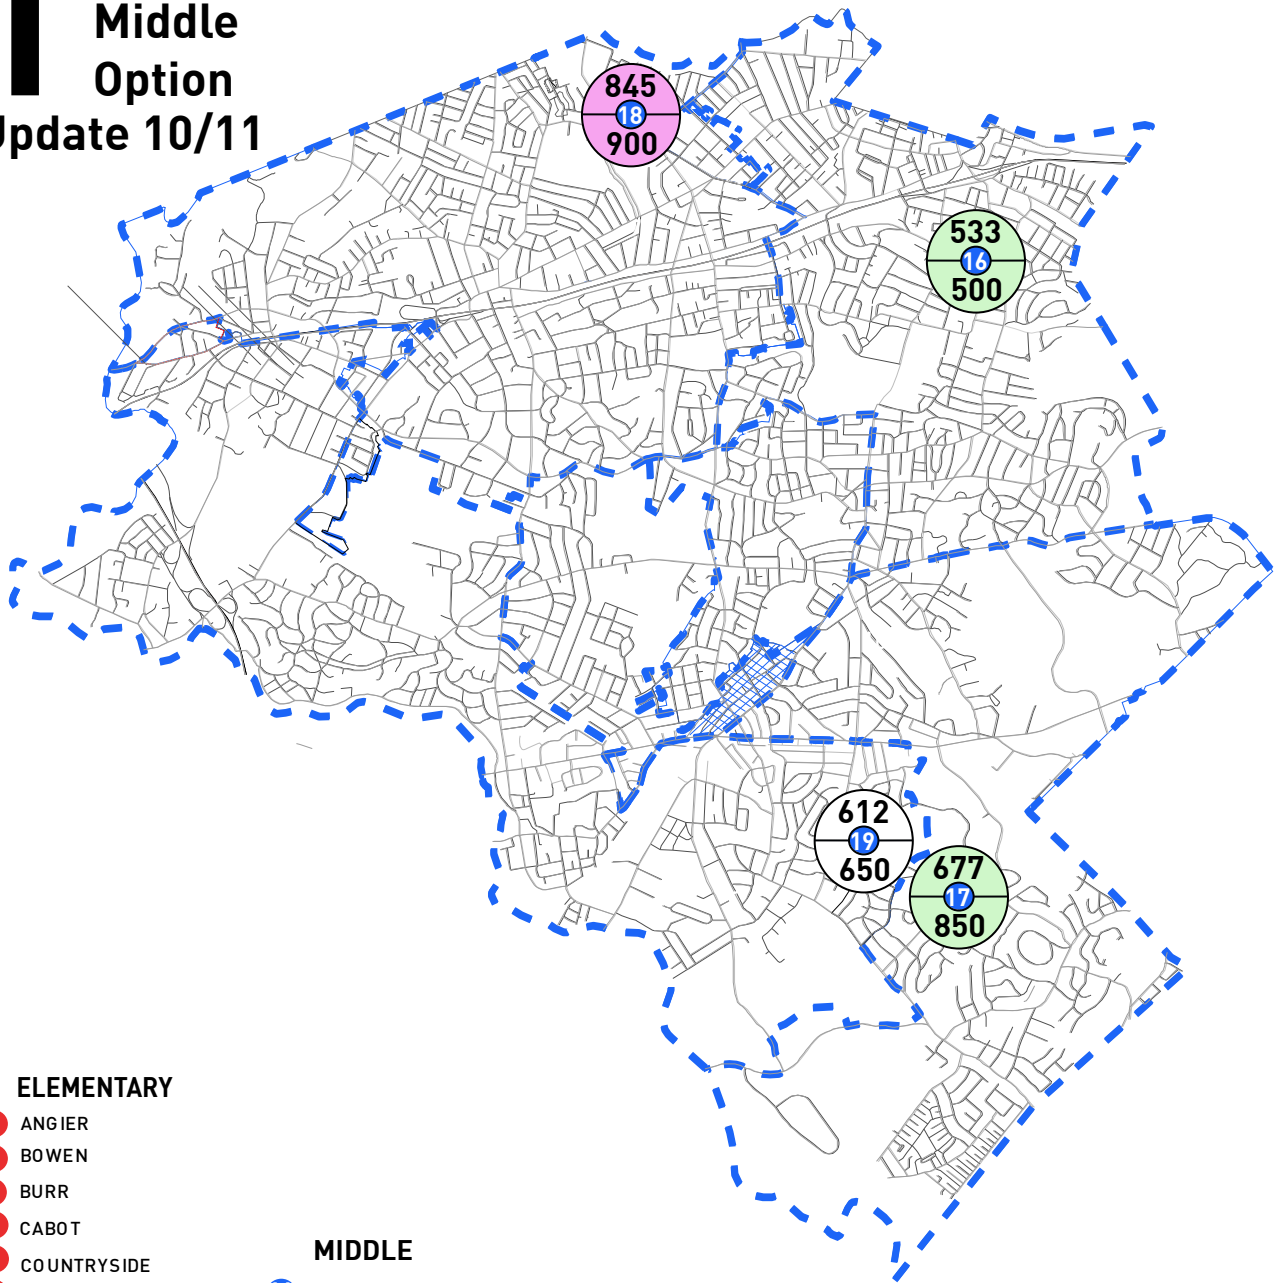 Middle
Option
Update 10/11
845
18
900
533
16
500
612
19
650
677
17
850
ELEMENTARY
ANGIER
BOWEN
BURR
CABOT
COUNTRYSIDE
MIDDLE